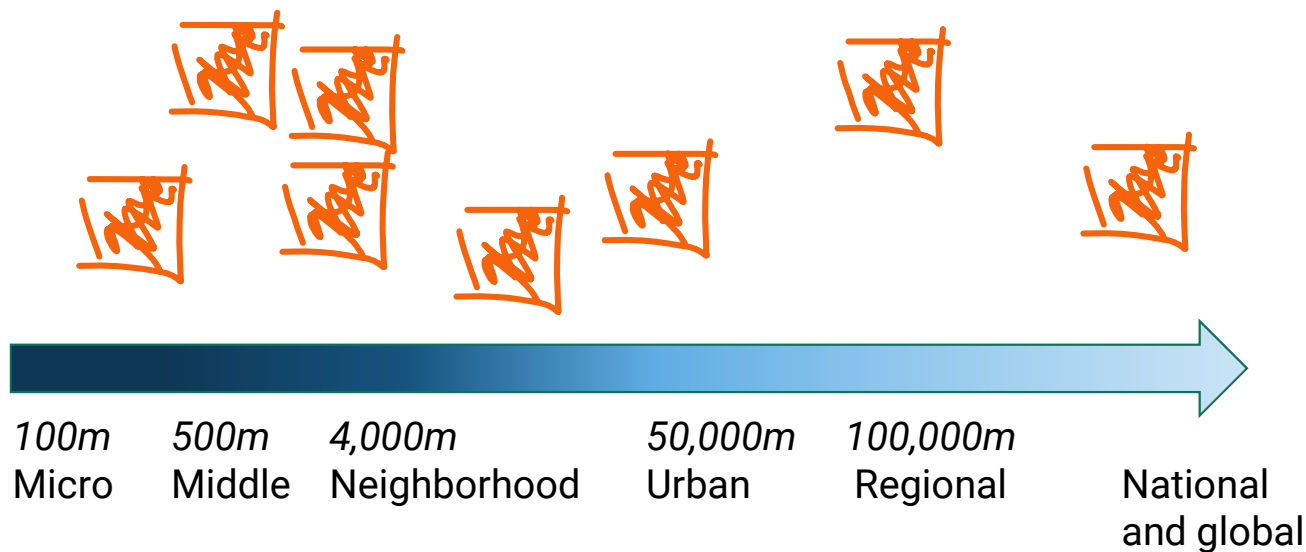 100m 500m 4,000m 50,000m 100,000m
Micro Middle Neighborhood Urban Regional National
and global